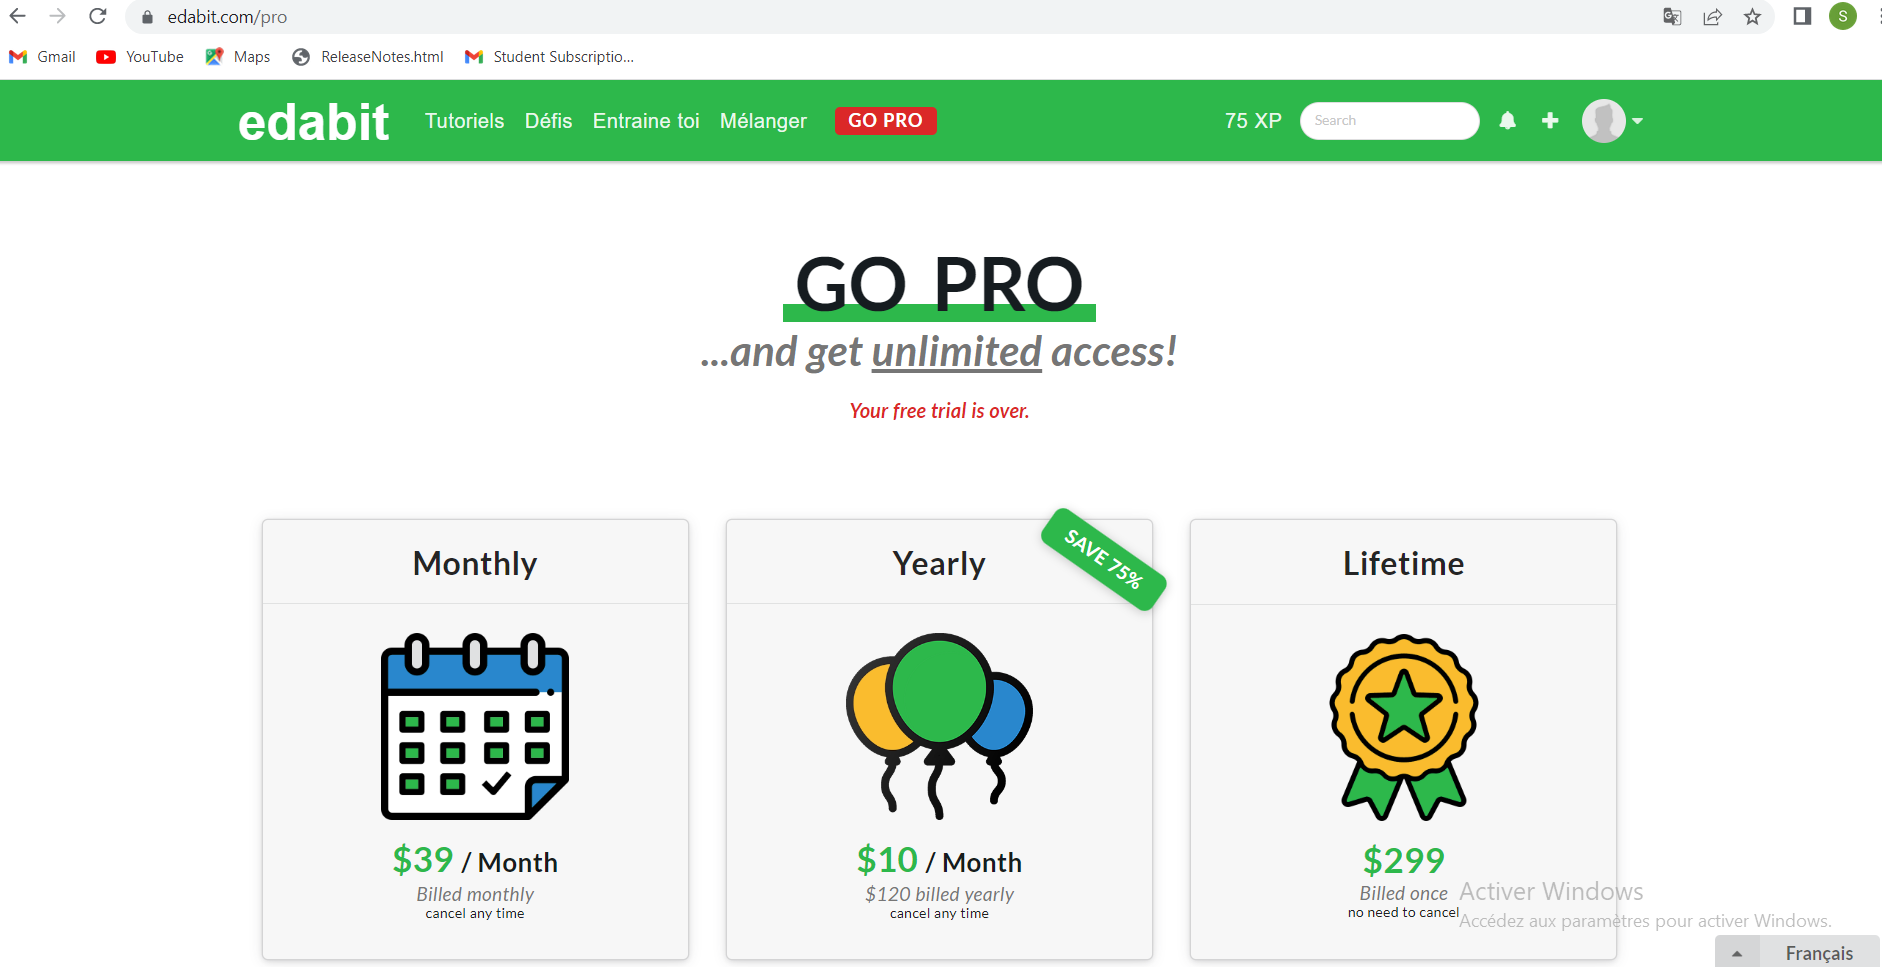 edabit.com/pro
Gmail YouTube Maps ReleaseNotes.html Student Subscriptio...
edabit Tutoriels Défis Entraine toi Mélanger GO PRO 75 XP Search
S
GO PRO
...and get unlimited access!
Your free trial is over.
Monthly
$39 / Month
Billed monthly
cancel any time
Yearly
SAVE 75%
$10 / Month
$120 billed yearly
cancel any time
Lifetime
$299
Billed once
no need to cancel
Activer Windows
Accédez aux paramètres pour activer Windows.
Français